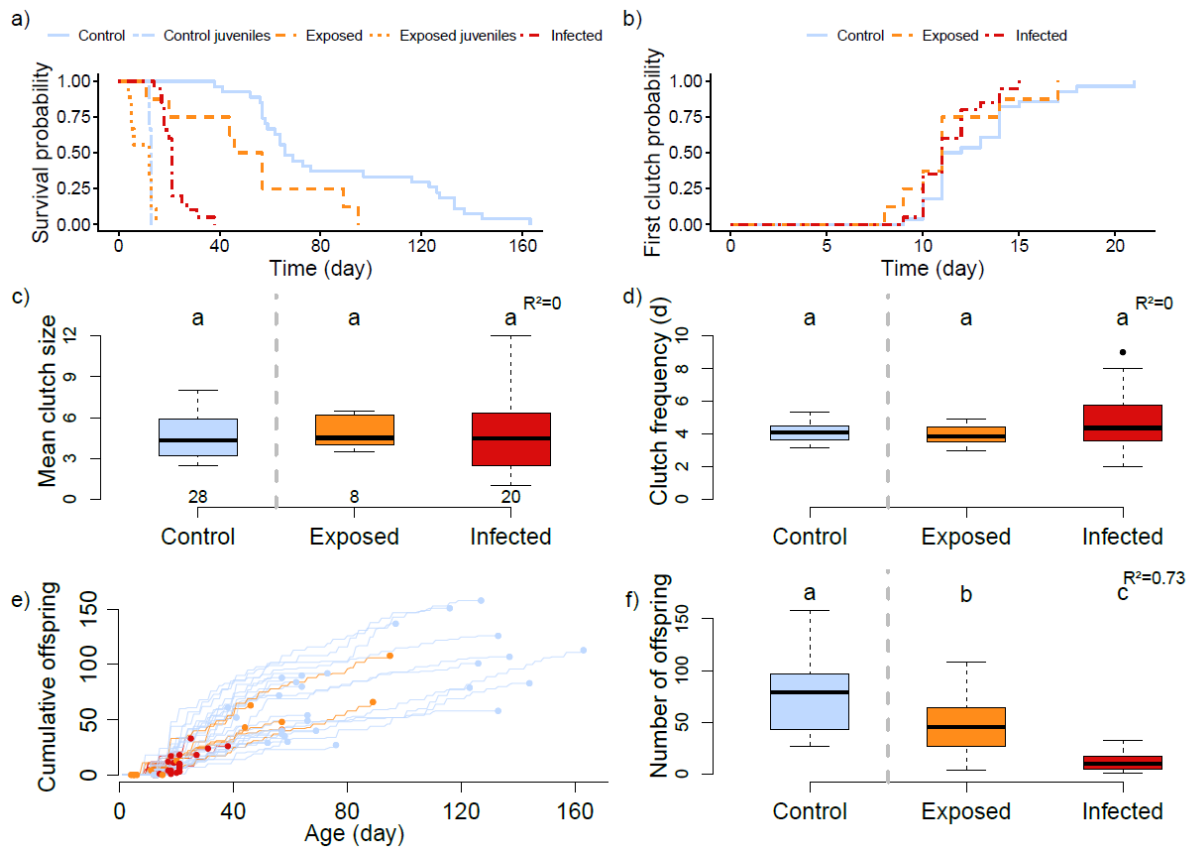 a)
Control Control juveniles Exposed Exposed juveniles Infected
Survival probability
1.00
0.75
0.50
0.25
0.00
0 40 80 120 160
Time (day)
b)
Control Exposed Infected
First clutch probability
1.00
0.75
0.50
0.25
0.00
0 5 10 15 20
Time (day)
c)
R²=0
a a a
Mean clutch size
12
9
6
3
0
28 8 20
Control Exposed Infected
d)
R²=0
a a a
Clutch frequency (d)
10
8
6
4
2
0
Control Exposed Infected
e)
Cumulative offspring
150
100
50
0
0 40 80 120 160
Age (day)
f)
R²=0.73
a b c
Number of offspring
150
100
50
0
Control Exposed Infected